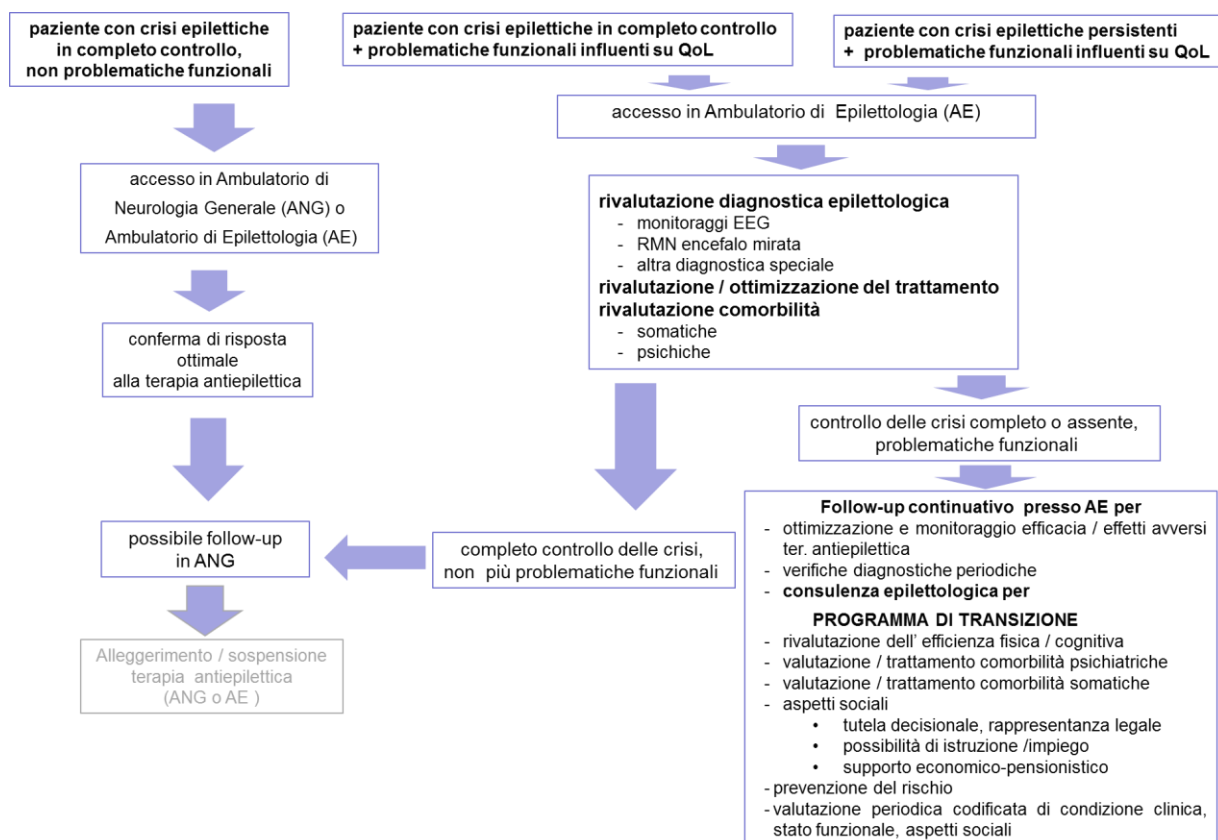 paziente con crisi epilettiche
in completo controllo,
non problematiche funzionali
paziente con crisi epilettiche in completo controllo
+ problematiche funzionali influenti su QoL
paziente con crisi epilettiche persistenti
+ problematiche funzionali influenti su QoL
accesso in Ambulatorio di Epilettologia (AE)
accesso in Ambulatorio di
Neurologia Generale (ANG) o
Ambulatorio di Epilettologia (AE)
rivalutazione diagnostica epilettologica
- monitoraggi EEG
- RMN encefalo mirata
- altra diagnostica speciale
rivalutazione / ottimizzazione del trattamento
rivalutazione comorbilità
- somatiche
- psichiche
conferma di risposta
ottimale
alla terapia antiepilettica
controllo delle crisi completo o assente,
problematiche funzionali
possibile follow-up
in ANG
completo controllo delle crisi,
non più problematiche funzionali
Alleggerimento / sospensione
terapia antiepilettica
(ANG o AE )
Follow-up continuativo presso AE per
- ottimizzazione e monitoraggio efficacia / effetti avversi
ter. antiepilettica
- verifiche diagnostiche periodiche
- consulenza epilettologica per
PROGRAMMA DI TRANSIZIONE
- rivalutazione dell' efficienza fisica / cognitiva
- valutazione / trattamento comorbilità psichiatriche
- valutazione / trattamento comorbilità somatiche
- aspetti sociali
• tutela decisionale, rappresentanza legale
• possibilità di istruzione /impiego
• supporto economico-pensionistico
- prevenzione del rischio
- valutazione periodica codificata di condizione clinica,
stato funzionale, aspetti sociali